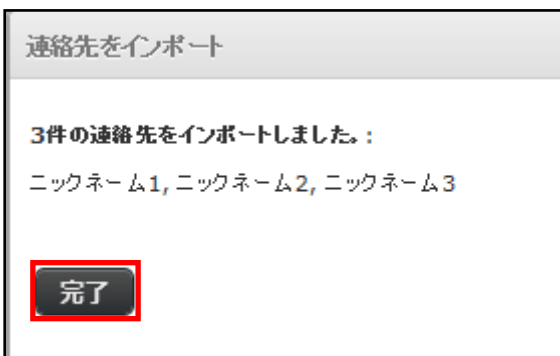 連絡先をインポート
3件の連絡先をインポートしました。:
ニックネーム1, ニックネーム2, ニックネーム3
完了